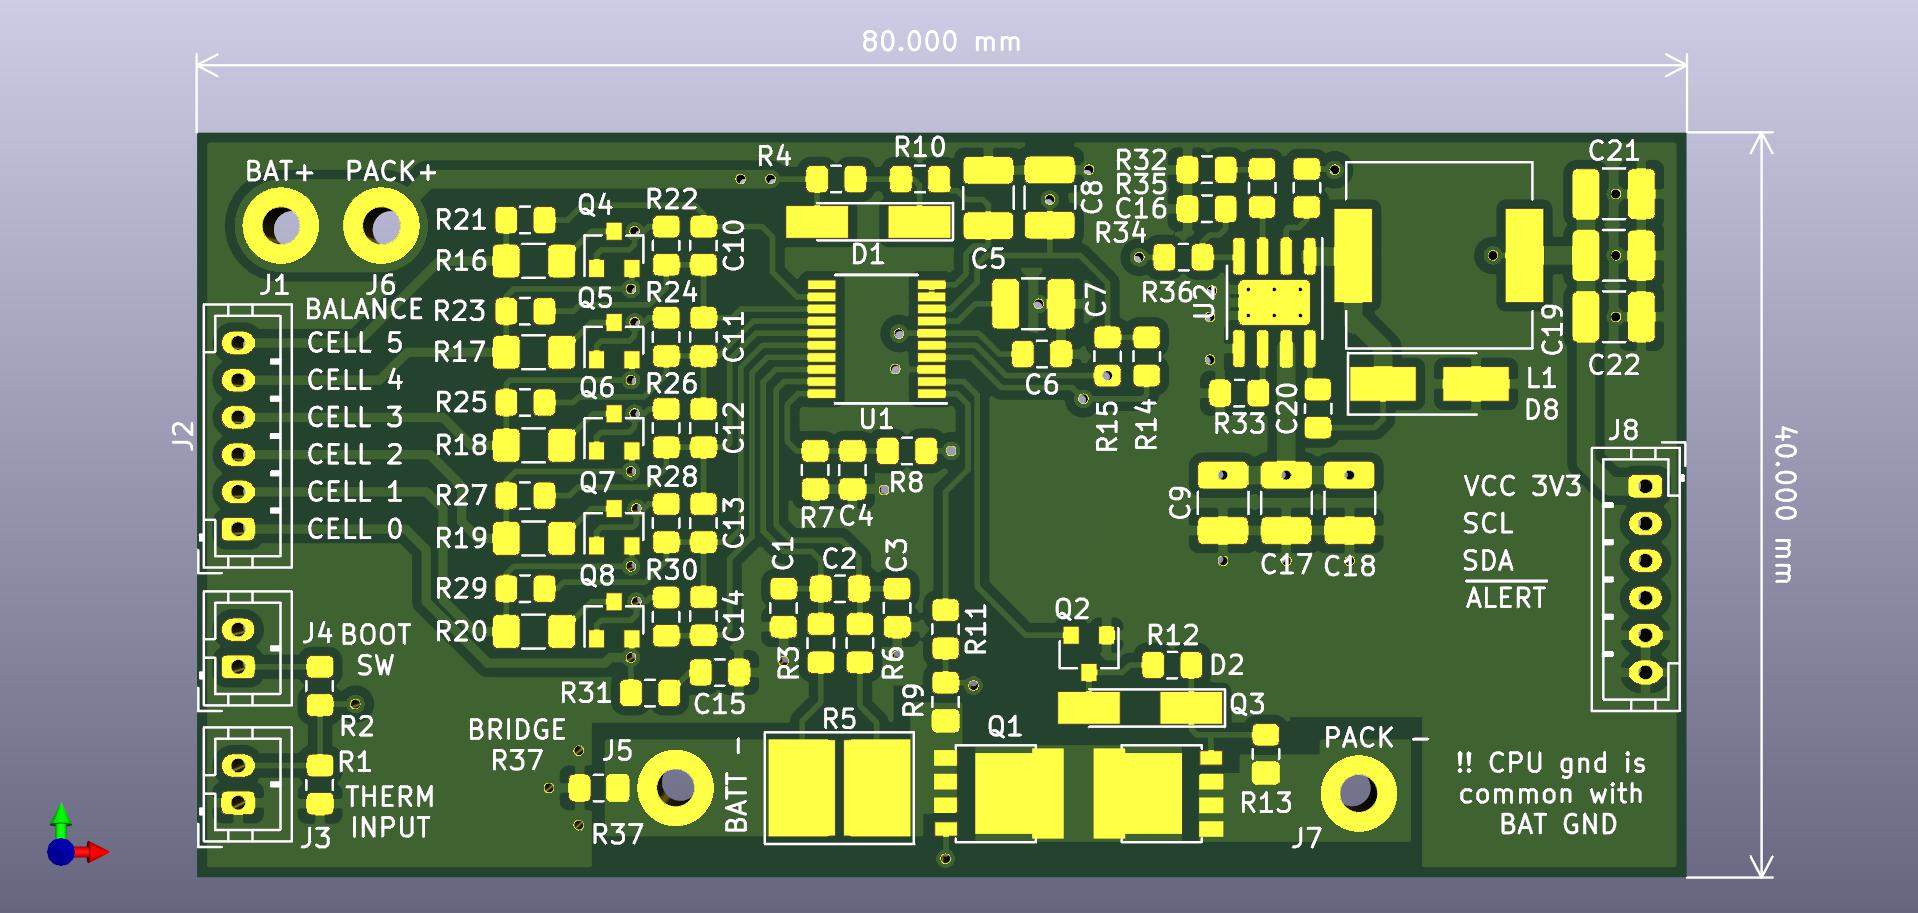 80.000 mm
BAT+
PACK+
R4
R10
R32
R35
C16
C21
Q4
R22
R21
C10
C8
R34
R16
D1
C5
J1
J6
Q5
R24
R36
U2
BALANCE
R23
C11
C7
C19
CELL 5
R17
C22
CELL 4
Q6
R26
C6
L1
D8
R25
C12
U1
R15
R14
R33
C20
CELL 3
J2
R18
J8
CELL 2
Q7
R28
R8
VCC 3V3
CELL 1
R27
C13
R7
C4
C9
40.000 mm
CELL 0
R19
C1
C2
C3
C17
C18
SCL
SDA
ALERT
Q8
R30
R29
C14
R11
Q2
J4
BOOT
SW
R20
R3
R6
R12
D2
R31
C15
R9
Q3
R2
BRIDGE
R37
R5
Q1
J5
PACK -
R1
BATT -
!! CPU gnd is
common with
BAT GND
THERM
INPUT
J3
R37
R13
J7